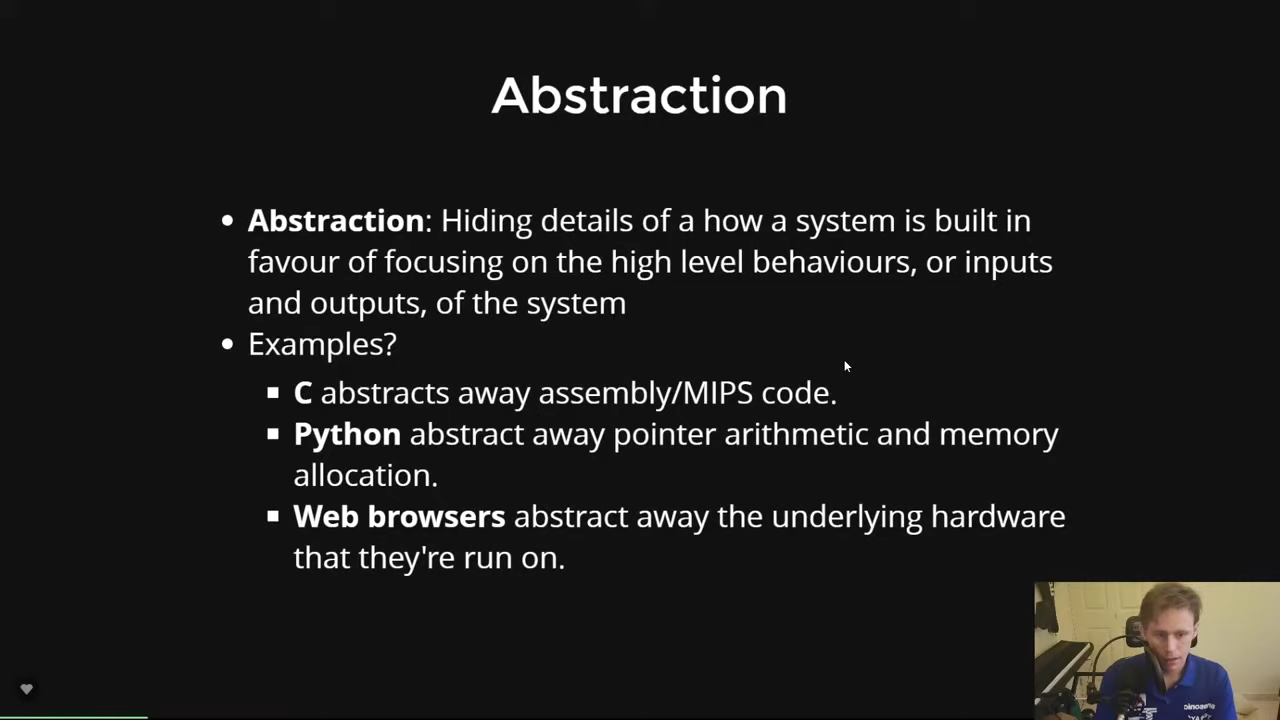 Abstraction
Abstraction: Hiding details of a how a system is built in
favour of focusing on the high level behaviours, or inputs
and outputs, of the system
Examples?
C abstracts away assembly/MIPS code.
Python abstract away pointer arithmetic and memory
allocation.
Web browsers abstract away the underlying hardware
that they're run on.